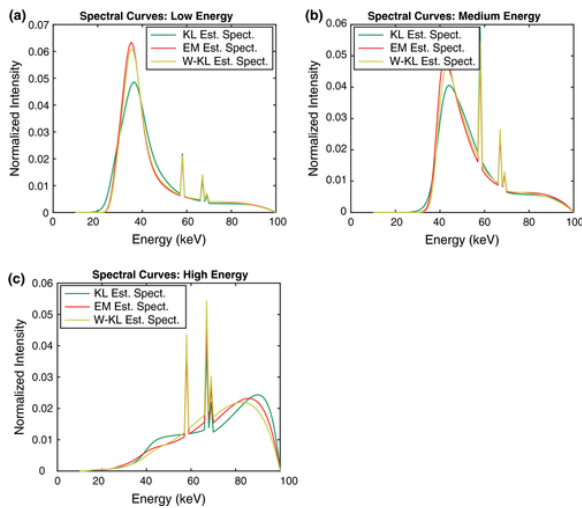 (a)
Spectral Curves: Low Energy
0.07
0.06
0.05
0.04
0.03
0.02
0.01
0
0 20 40 60 80 100
Normalized Intensity
Energy (keV)
KL Est. Spect.
EM Est. Spect.
W-KL Est. Spect.
(b)
Spectral Curves: Medium Energy
0.06
0.05
0.04
0.03
0.02
0.01
0
0 20 40 60 80 100
Normalized Intensity
Energy (keV)
KL Est. Spect.
EM Est. Spect.
W-KL Est. Spect.
(c)
Spectral Curves: High Energy
0.06
0.05
0.04
0.03
0.02
0.01
0
0 20 40 60 80 100
Normalized Intensity
Energy (keV)
KL Est. Spect.
EM Est. Spect.
W-KL Est. Spect.